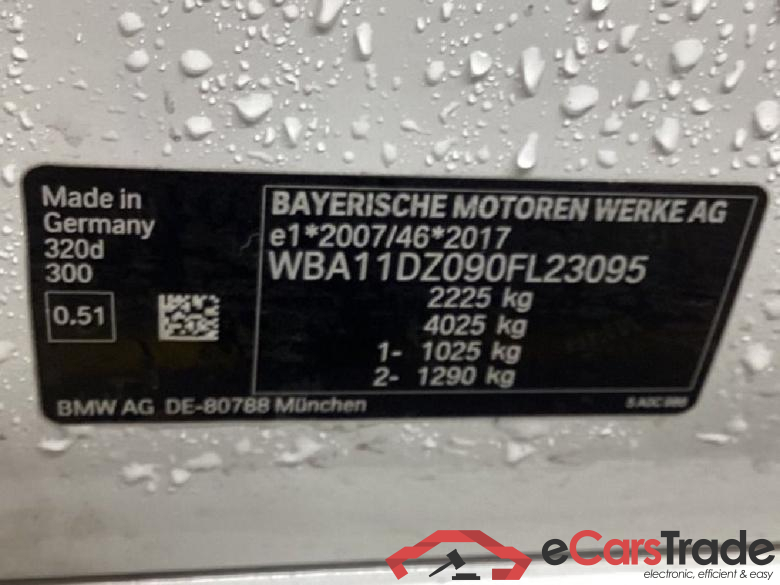 Made in
Germany
320d
300
0.51
BAYERISCHE MOTOREN WERKE AG
e1*2007/46*2017
WBA11DZ090FL23095
2225 kg
4025 kg
1- 1025 kg
2- 1290 kg
BMW AG DE-80788 München
eCarsTrade
electronic, efficient & easy